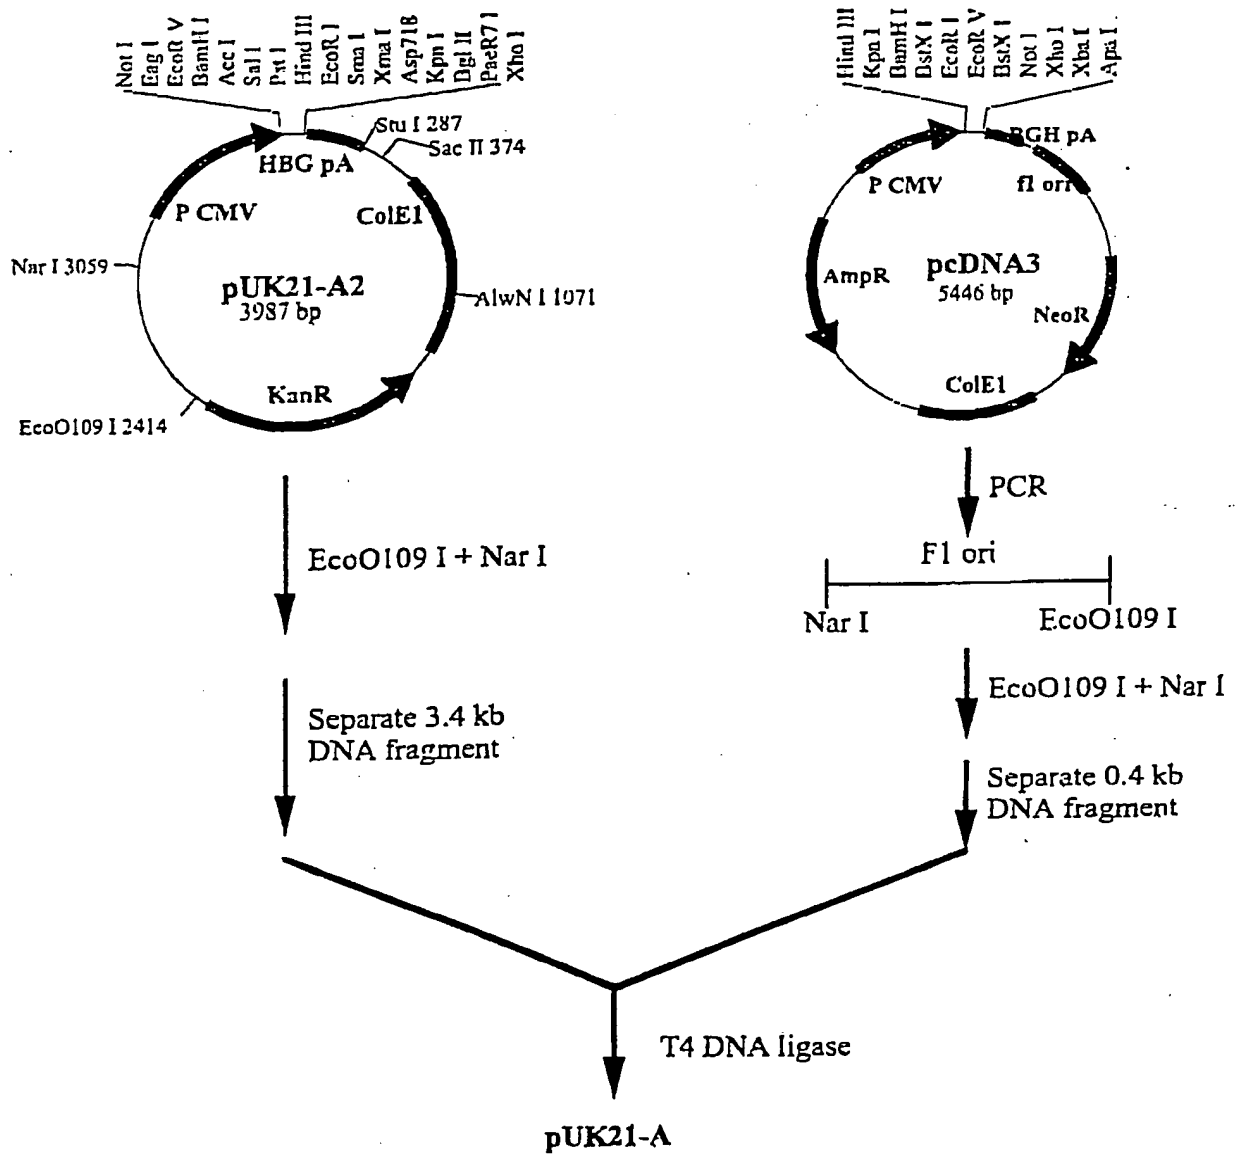 Not I
Eag I
EcoR V
BamH I
Acc I
Sal I
Pst I
Hind III
EcoR I
Sma I
Xma I
Asp718
Kpn I
Bgl II
PaeR7 I
Xho I
Stu I 287
Sac II 374
HBG pA
P CMV
ColE1
Nar I 3059
pUK21-A2
3987 bp
AlwN I 1071
KanR
EcoO109 I 2414
Hind III
Kpn I
BamH I
BstX I
EcoR I
EcoR V
BstX I
Not I
Xho I
Xba I
Apa I
BGH pA
P CMV
f1 ori
AmpR
pcDNA3
5446 bp
NeoR
ColE1
EcoO109 I + Nar I
Separate 3.4 kb
DNA fragment
PCR
F1 ori
Nar I
EcoO109 I
EcoO109 I + Nar I
Separate 0.4 kb
DNA fragment
T4 DNA ligase
pUK21-A